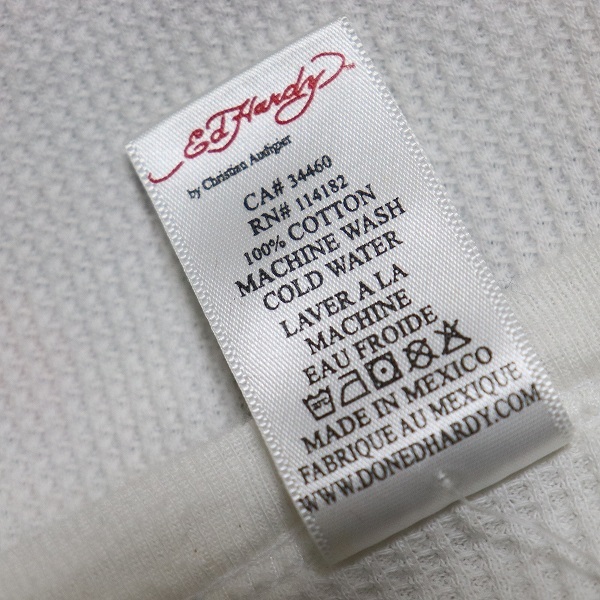 Ed Hardy™
by Christian Audigier
CA# 34460
RN# 114182
100% COTTON
MACHINE WASH
COLD WATER
LAVER A LA
MACHINE
EAU FROIDE
MADE IN MEXICO
FABRIQUE AU MEXIQUE
WWW.DONEDHARDY.COM